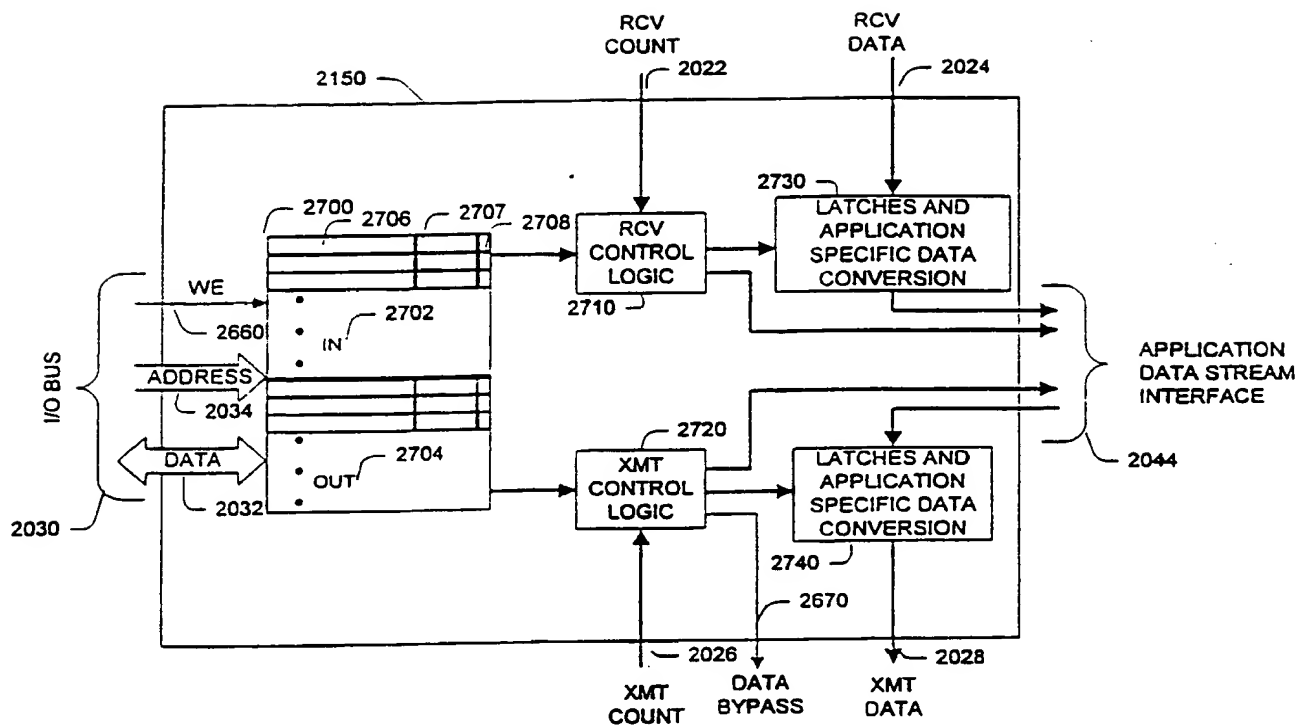 RCV
COUNT
RCV
DATA
2022
2024
2150
2730
2700
2706
2707
2708
RCV
CONTROL
LOGIC
LATCHES AND
APPLICATION
SPECIFIC DATA
CONVERSION
WE
2660
2702
IN
2710
I/O BUS
ADDRESS
2034
APPLICATION
DATA STREAM
INTERFACE
2720
DATA
2704
OUT
XMT
CONTROL
LOGIC
LATCHES AND
APPLICATION
SPECIFIC DATA
CONVERSION
2044
2030
2032
2740
2670
2026
2028
XMT
COUNT
DATA
BYPASS
XMT
DATA